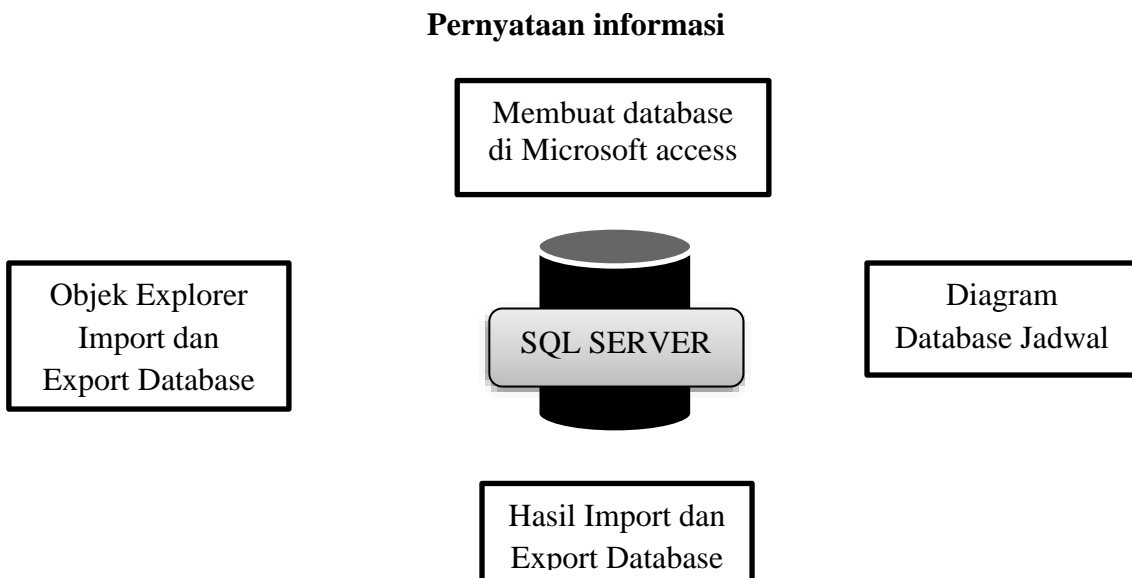 Pernyataan informasi
Membuat database
di Microsoft access
Objek Explorer
Import dan
Export Database
SQL SERVER
Diagram
Database Jadwal
Hasil Import dan
Export Database